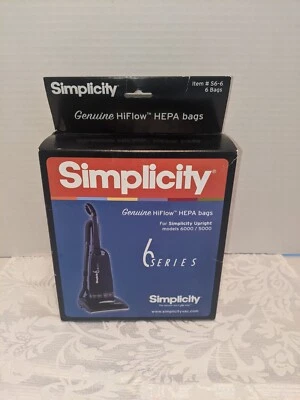 Simplicity
Item # S6-6
6 Bags
Genuine HiFlow™ HEPA bags
Simplicity®
Genuine HiFlow™ HEPA bags
For Simplicity Upright
models 6000 / 5000
6 SERIES
Simplicity
www.simplicityvac.com